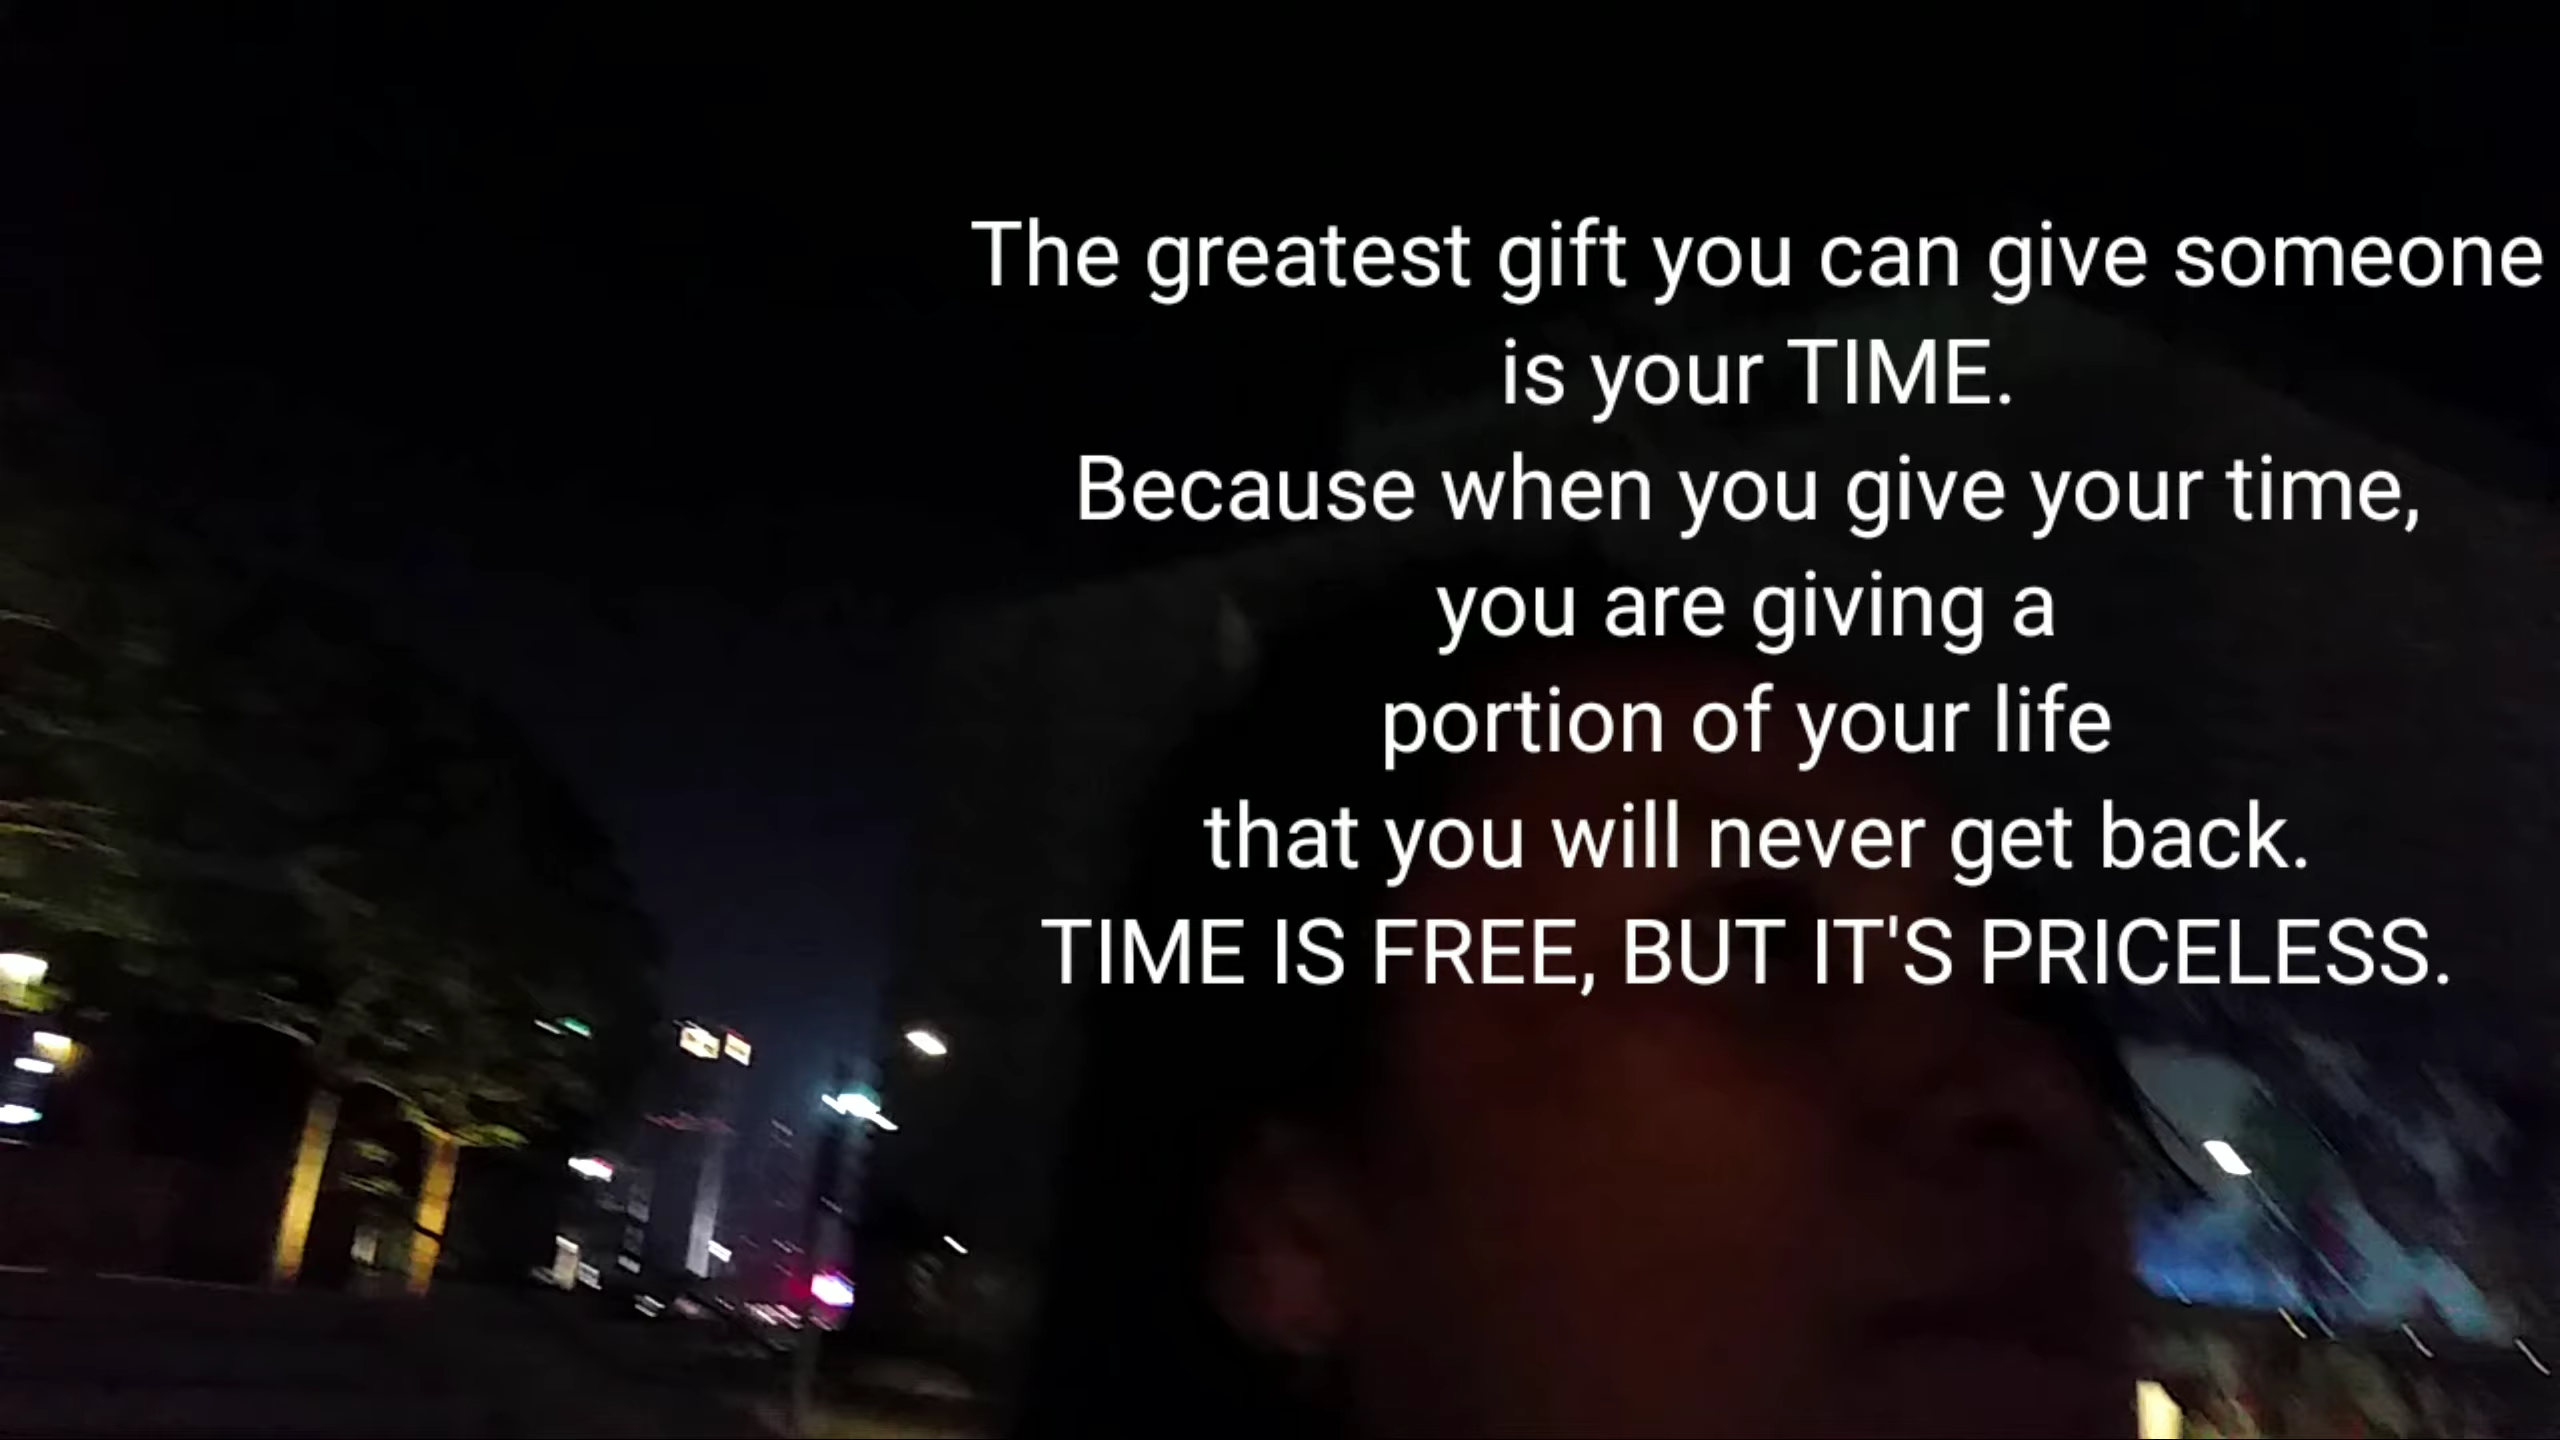 The greatest gift you can give someone
is your TIME.
Because when you give your time,
you are giving a
portion of your life
that you will never get back.
TIME IS FREE, BUT IT'S PRICELESS.